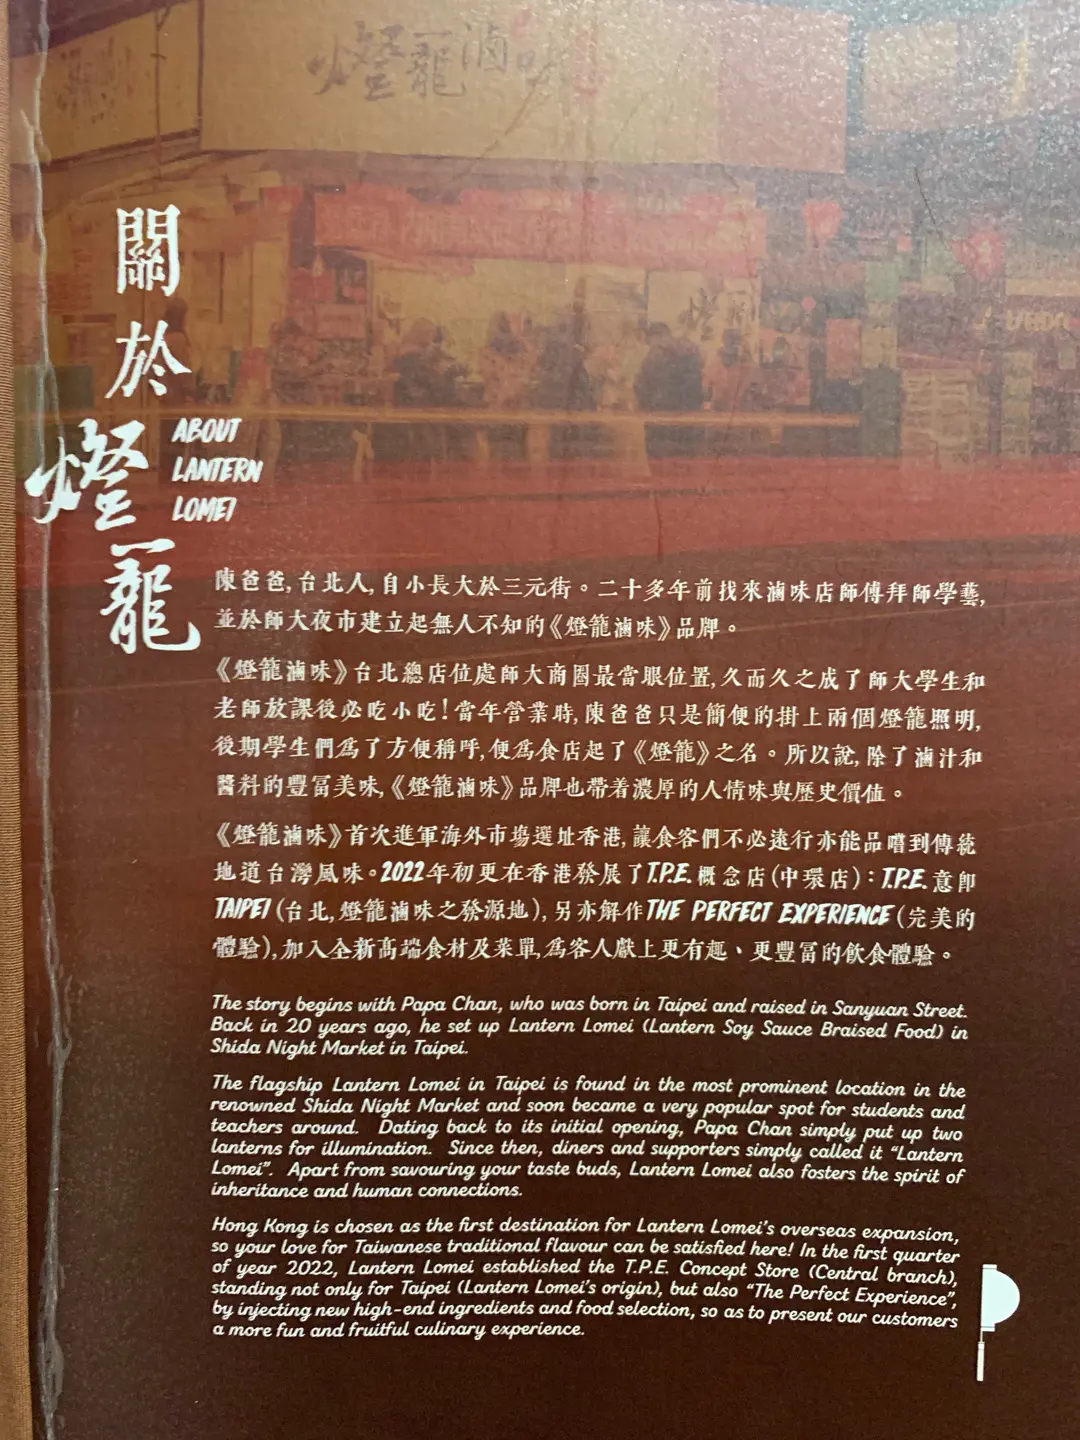 燈籠滷味
關於
燈籠
ABOUT
LANTERN
LOMEI
陳爸爸,台北人,自小長大於三元街。二十多年前找來滷味店師傅拜師學藝,
並於師大夜市建立起無人不知的《燈籠滷味》品牌。
《燈籠滷味》台北總店位處師大商圈最當眼位置,久而久之成了師大學生和
老師放課後必吃小吃!當年營業時,陳爸爸只是簡便的掛上兩個燈籠照明,
後期學生們為了方便稱呼,便為食店起了《燈籠》之名。所以說,除了滷汁和
醬料的豐富美味,《燈籠滷味》品牌也帶着濃厚的人情味與歷史價值。
《燈籠滷味》首次進軍海外市場選址香港,讓食客們不必遠行亦能品嚐到傳統
地道台灣風味。2022年初更在香港發展了T.P.E.概念店(中環店):T.P.E.意即
TAIPEI(台北,燈籠滷味之發源地),另亦解作THE PERFECT EXPERIENCE(完美的
體驗),加入全新高端食材及菜單,為客人獻上更有趣、更豐富的飲食體驗。
The story begins with Papa Chan, who was born in Taipei and raised in Sanyuan Street.
Back in 20 years ago, he set up Lantern Lomei (Lantern Soy Sauce Braised Food) in
Shida Night Market in Taipei.
The flagship Lantern Lomei in Taipei is found in the most prominent location in the
renowned Shida Night Market and soon became a very popular spot for students and
teachers around. Dating back to its initial opening, Papa Chan simply put up two
lanterns for illumination. Since then, diners and supporters simply called it "Lantern
Lomei". Apart from savouring your taste buds, Lantern Lomei also fosters the spirit of
inheritance and human connections.
Hong Kong is chosen as the first destination for Lantern Lomei's overseas expansion,
so your love for Taiwanese traditional flavour can be satisfied here! In the first quarter
of year 2022, Lantern Lomei established the T.P.E. Concept Store (Central branch),
standing not only for Taipei (Lantern Lomei's origin), but also "The Perfect Experience",
by injecting new high-end ingredients and food selection, so as to present our customers
a more fun and fruitful culinary experience.